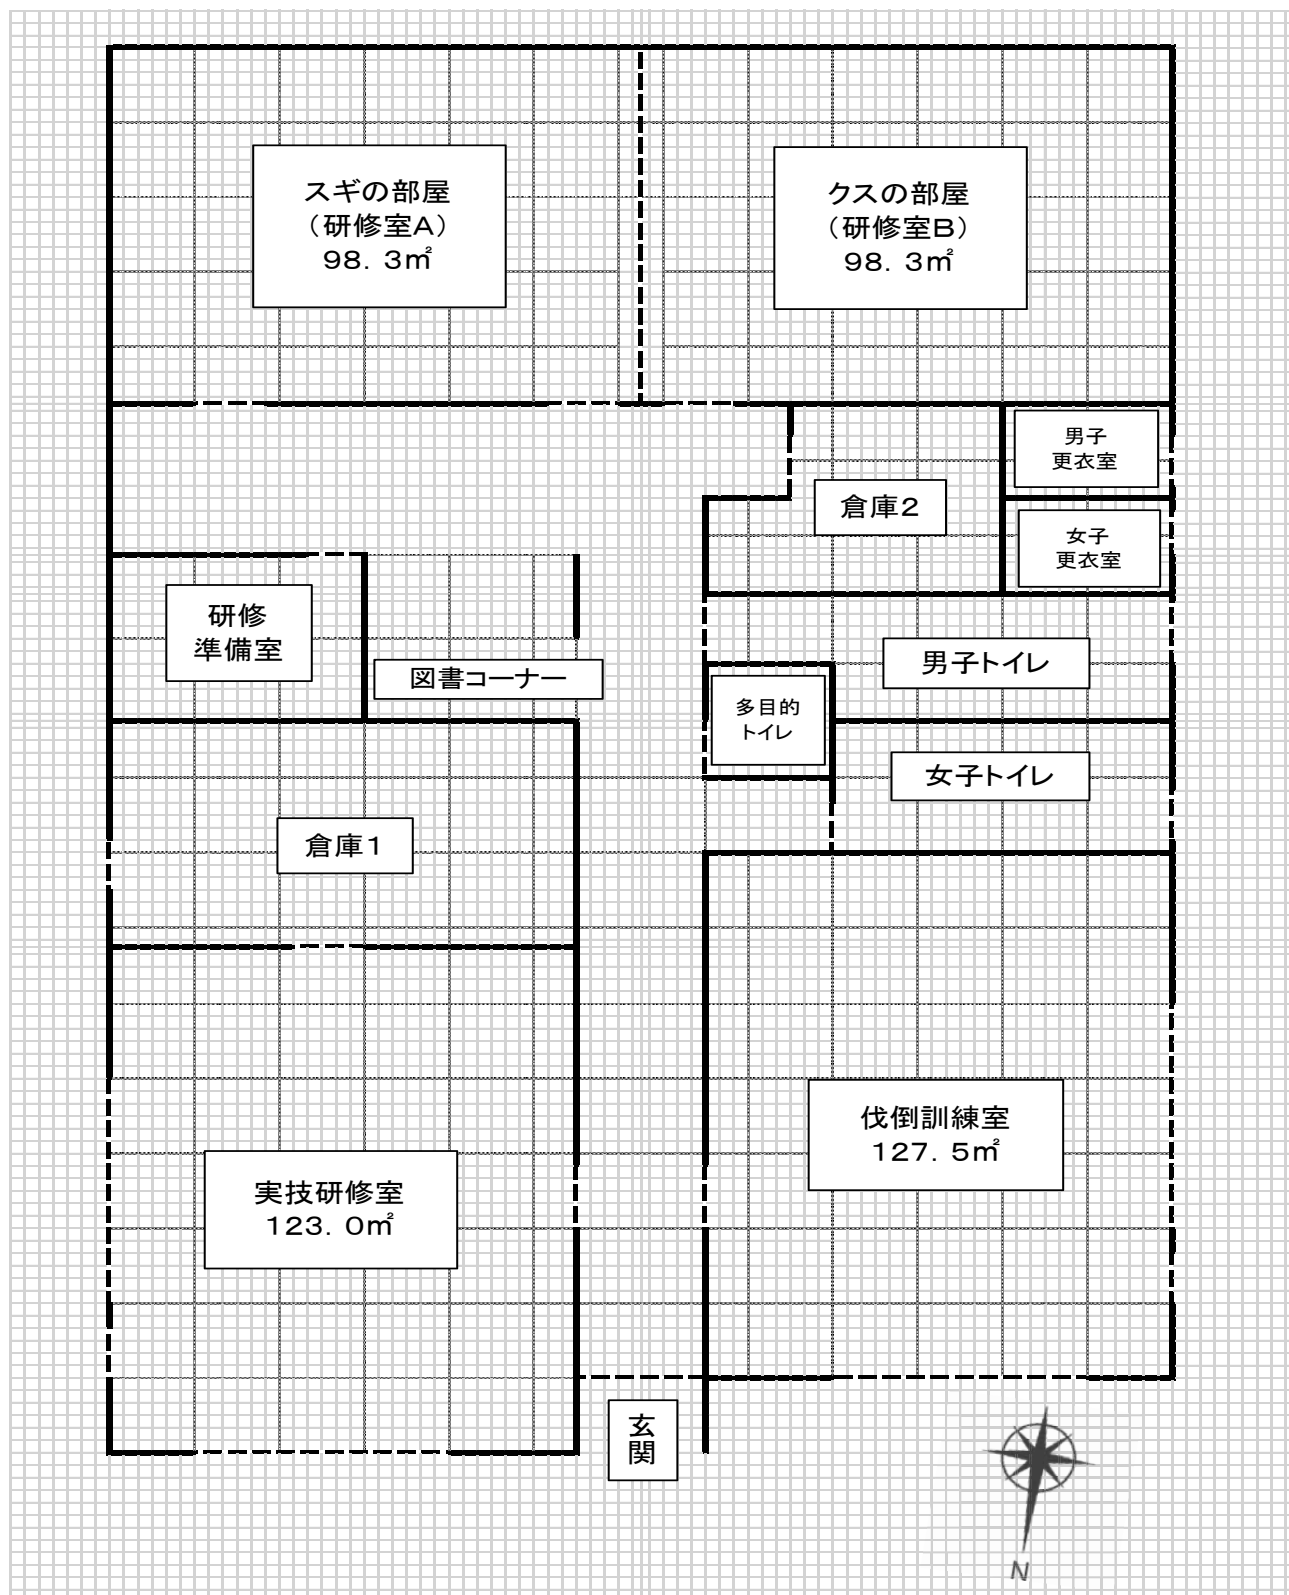 スギの部屋
（研修室A）
98．3㎡
クスの部屋
（研修室B）
98．3㎡
男子
更衣室
倉庫2
女子
更衣室
研修
準備室
図書コーナー
男子トイレ
多目的
トイレ
女子トイレ
倉庫1
伐倒訓練室
127．5㎡
実技研修室
123．0㎡
玄
関
N